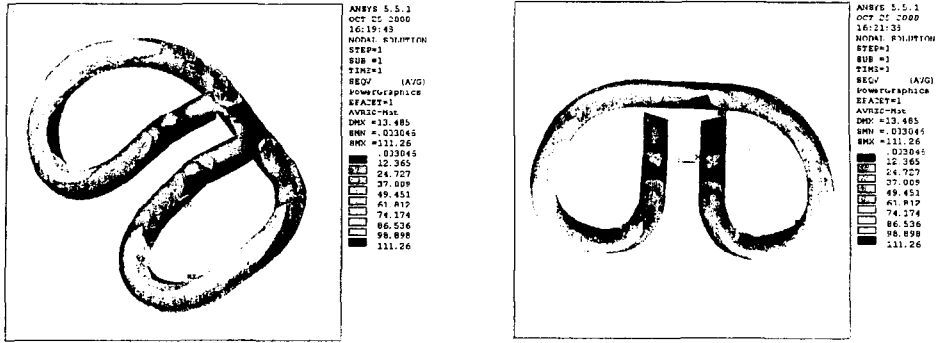 ANSYS 5.5.1
OCT 25 2000
16:19:43
NODAL SOLUTION
STEP=1
SUB =1
TIME=1
SEQV (AVG)
PowerGraphics
EFACET=1
AVRES=Mat
DMX =13.485
SMN =.033046
SMX =111.26
.033046
12.365
24.727
37.009
49.451
61.812
74.174
86.536
98.898
111.26
ANSYS 5.5.1
OCT 25 2000
16:21:33
NODAL SOLUTION
STEP=1
SUB =1
TIME=1
SEQV (AVG)
PowerGraphics
EFACET=1
AVRES=Mat
DMX =13.485
SMN =.033046
SMX =111.26
.033046
12.365
24.727
37.009
49.451
61.812
74.174
86.536
98.898
111.26